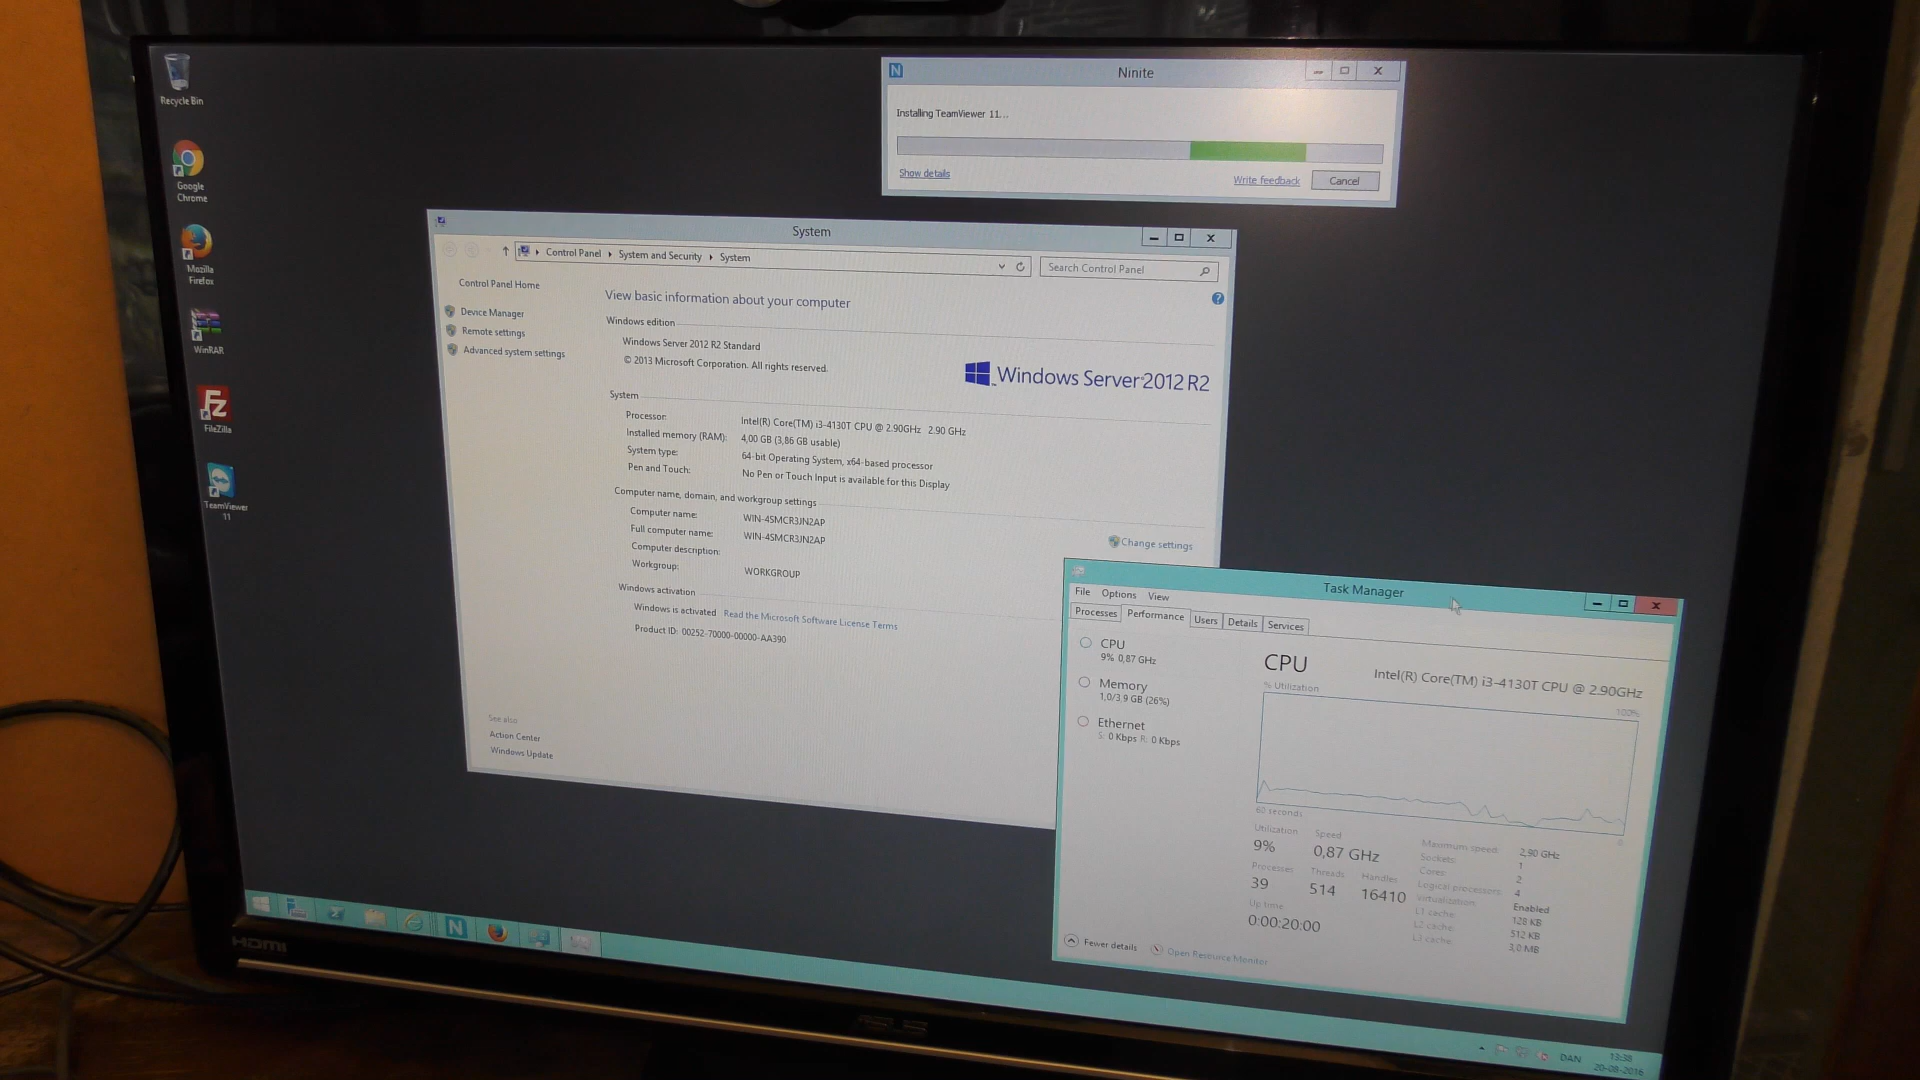 Recycle Bin
Google
Chrome
Mozilla
Firefox
WinRAR
FileZilla
TeamViewer
11
Ninite
Installing TeamViewer 11...
Show details
Write feedback
Cancel
System
Control Panel
System and Security
System
Search Control Panel
Control Panel Home
Device Manager
Remote settings
Advanced system settings
See also
Action Center
Windows Update
View basic information about your computer
Windows edition
Windows Server 2012 R2 Standard
© 2013 Microsoft Corporation. All rights reserved.
Windows Server 2012 R2
System
Processor: Intel(R) Core(TM) i3-4130T CPU @ 2.90GHz 2.90 GHz
Installed memory (RAM): 4,00 GB (3,86 GB usable)
System type: 64-bit Operating System, x64-based processor
Pen and Touch: No Pen or Touch Input is available for this Display
Computer name, domain, and workgroup settings
Computer name: WIN-4SMCR3JN2AP
Full computer name: WIN-4SMCR3JN2AP
Computer description:
Workgroup: WORKGROUP
Change settings
Windows activation
Windows is activated Read the Microsoft Software License Terms
Product ID: 00252-70000-00000-AA390
Task Manager
File Options View
Processes Performance Users Details Services
CPU
9% 0,87 GHz
Memory
1,0/3,9 GB (26%)
Ethernet
S: 0 Kbps R: 0 Kbps
CPU
Intel(R) Core(TM) i3-4130T CPU @ 2.90GHz
% Utilization
100%
60 seconds
0
Utilization
9%
Speed
0,87 GHz
Processes
39
Threads
514
Handles
16410
Up time
0:00:20:00
Maximum speed: 2,90 GHz
Sockets: 1
Cores: 2
Logical processors: 4
Virtualization: Enabled
L1 cache: 128 KB
L2 cache: 512 KB
L3 cache: 3,0 MB
Fewer details
Open Resource Monitor
DAN
13:38
20-08-2016
HDMI
ASUS